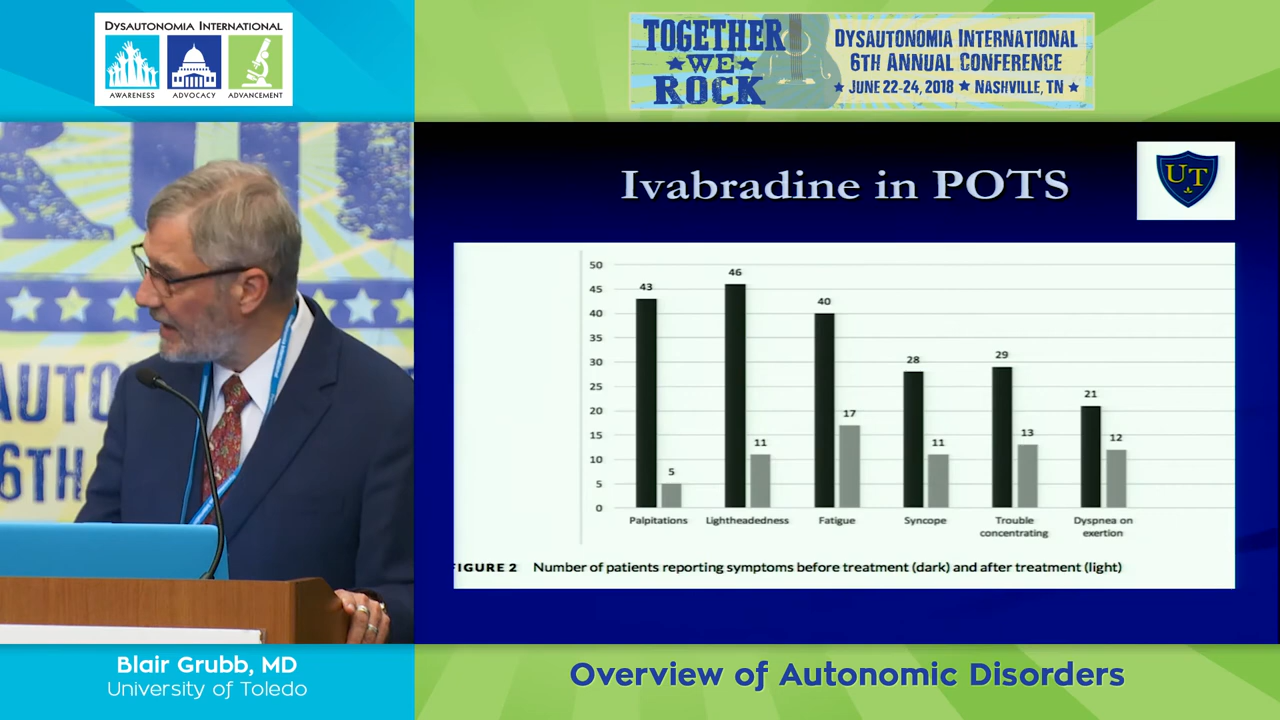 DYSAUTONOMIA INTERNATIONAL
AWARENESS
ADVOCACY
ADVANCEMENT
TOGETHER
WE
ROCK
DYSAUTONOMIA INTERNATIONAL
6TH ANNUAL CONFERENCE
JUNE 22-24, 2018 ★ NASHVILLE, TN
AUTO
6TH
Ivabradine in POTS
UT
50
45
40
35
30
25
20
15
10
5
0
43
5
46
11
40
17
28
11
29
13
21
12
Palpitations
Lightheadedness
Fatigue
Syncope
Trouble
concentrating
Dyspnea on
exertion
IGURE 2 Number of patients reporting symptoms before treatment (dark) and after treatment (light)
Blair Grubb, MD
University of Toledo
Overview of Autonomic Disorders